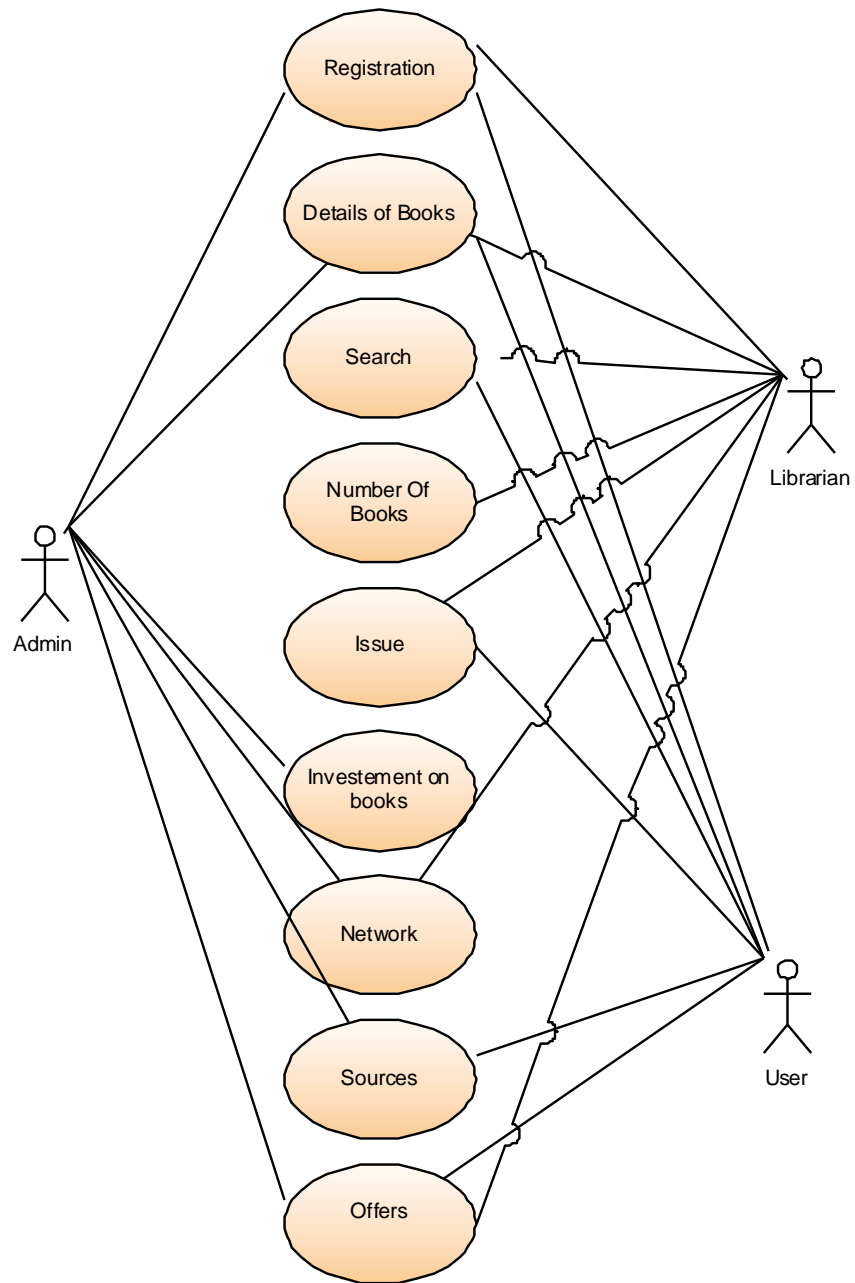 Registration
Details of Books
Search
Librarian
Number Of
Books
Admin
Issue
Investement on
books
Network
User
Sources
Offers